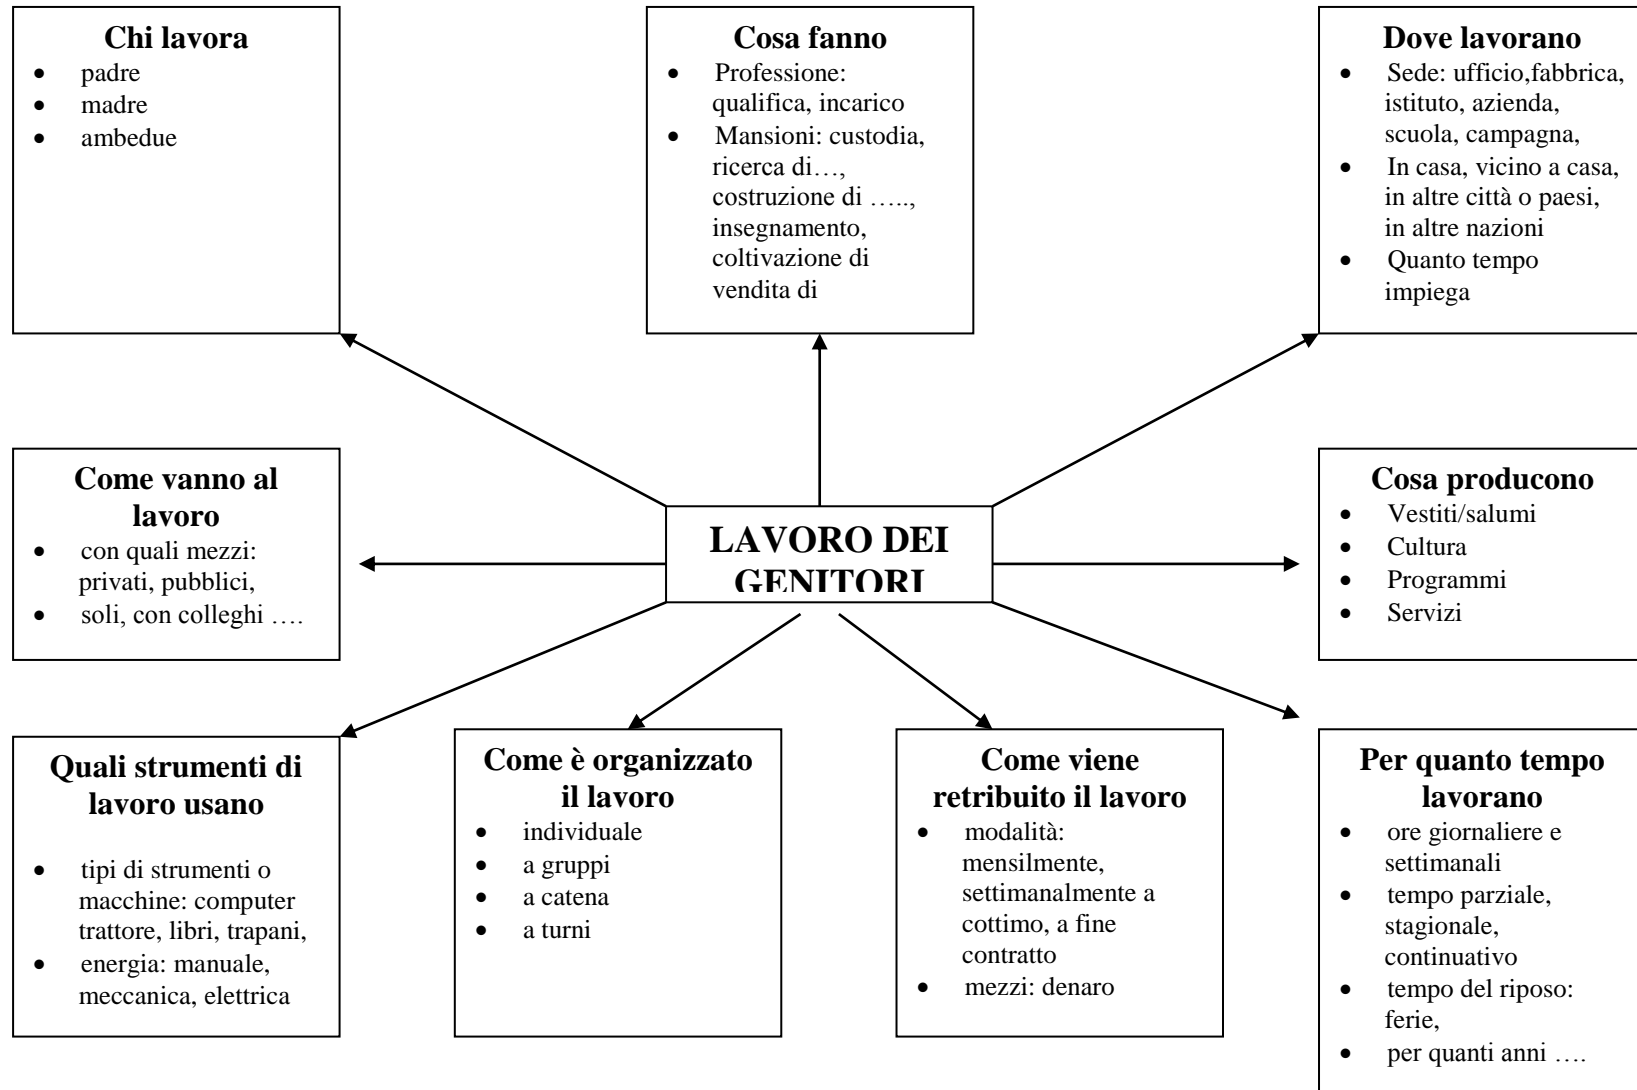 Chi lavora
• padre
• madre
• ambedue
Cosa fanno
• Professione:
qualifica, incarico
• Mansioni: custodia,
ricerca di…,
costruzione di …..,
insegnamento,
coltivazione di
vendita di
Dove lavorano
• Sede: ufficio,fabbrica,
istituto, azienda,
scuola, campagna,
• In casa, vicino a casa,
in altre città o paesi,
in altre nazioni
• Quanto tempo
impiega
Come vanno al
lavoro
• con quali mezzi:
privati, pubblici,
• soli, con colleghi ….
LAVORO DEI
GENITORI
Cosa producono
• Vestiti/salumi
• Cultura
• Programmi
• Servizi
Quali strumenti di
lavoro usano
• tipi di strumenti o
macchine: computer
trattore, libri, trapani,
• energia: manuale,
meccanica, elettrica
Come è organizzato
il lavoro
• individuale
• a gruppi
• a catena
• a turni
Come viene
retribuito il lavoro
• modalità:
mensilmente,
settimanalmente a
cottimo, a fine
contratto
• mezzi: denaro
Per quanto tempo
lavorano
• ore giornaliere e
settimanali
• tempo parziale,
stagionale,
continuativo
• tempo del riposo:
ferie,
• per quanti anni ….